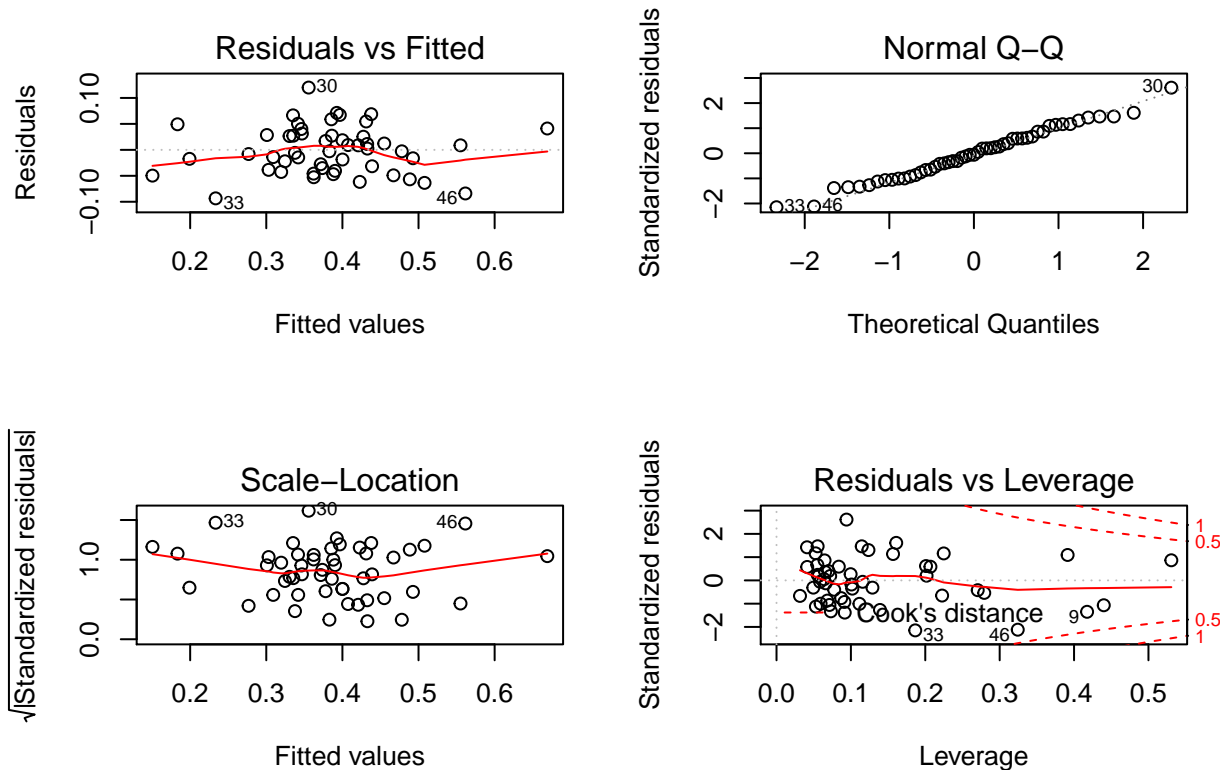 Residuals vs Fitted
Residuals
0.10
−0.10
30
33
46
0.2 0.3 0.4 0.5 0.6
Fitted values
Normal Q−Q
Standardized residuals
2
0
−2
30
33
46
−2 −1 0 1 2
Theoretical Quantiles
Scale−Location
√|Standardized residuals|
1.0
0.0
33
30
46
0.2 0.3 0.4 0.5 0.6
Fitted values
Residuals vs Leverage
Standardized residuals
2
0
−2
1
0.5
0.5
1
Cook's distance
9
33
46
0.0 0.1 0.2 0.3 0.4 0.5
Leverage